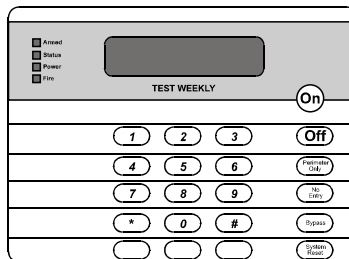 Armed
Status
Power
Fire
TEST WEEKLY
On
1 2 3 Off
4 5 6 Perimeter
Only
7 8 9 No
Entry
* 0 # Bypass
System
Reset